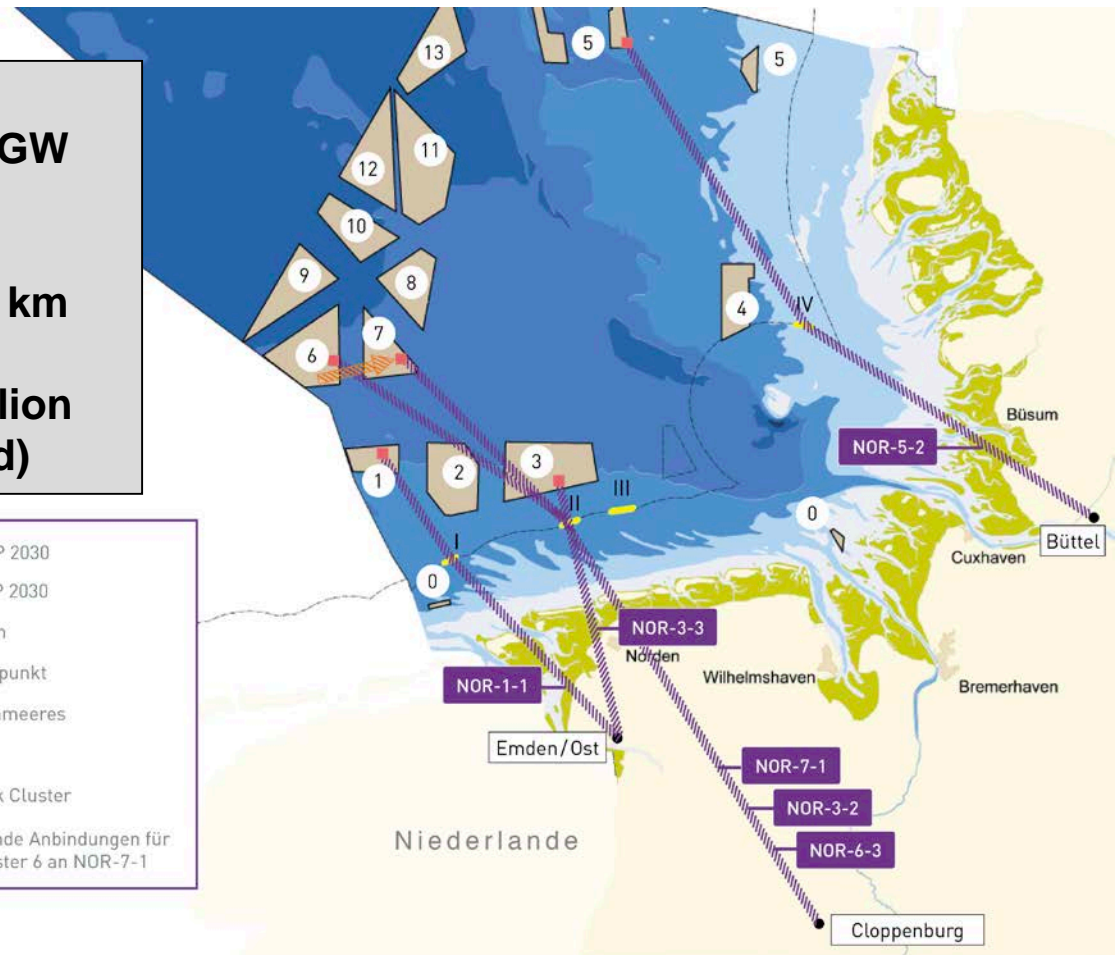 GW
km
lion
d)
P 2030
P 2030
n
punkt
meeres
k Cluster
nde Anbindungen für
ster 6 an NOR-7-1
13
5
5
12
11
10
9
8
4
IV
7
6
Büsum
NOR-5-2
1
2
3
II
III
0
Büttel
Cuxhaven
I
0
NOR-3-3
Norden
NOR-1-1
Wilhelmshaven
Bremerhaven
Emden/Ost
NOR-7-1
NOR-3-2
Niederlande
NOR-6-3
Cloppenburg